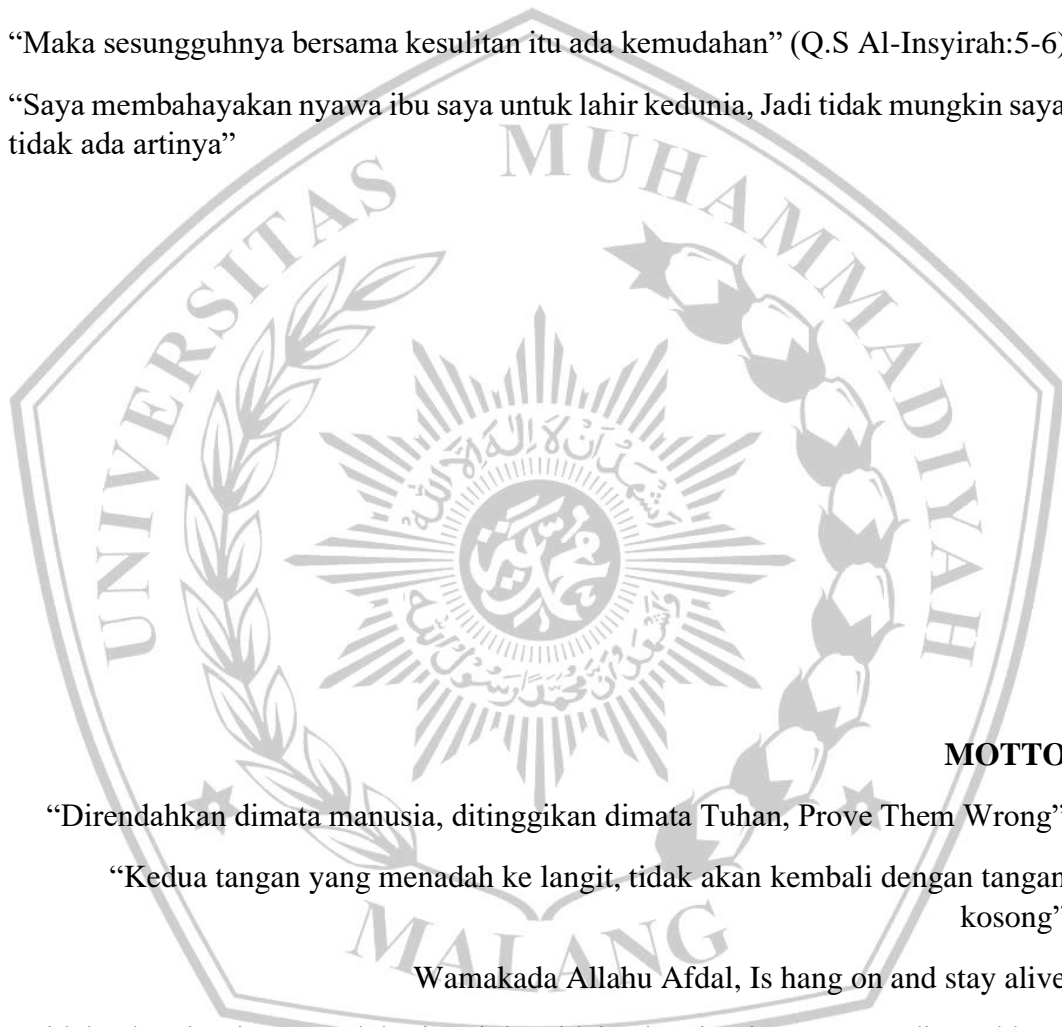 “Maka sesungguhnya bersama kesulitan itu ada kemudahan” (Q.S Al-Insyirah:5-6)
“Saya membahayakan nyawa ibu saya untuk lahir kedunia, Jadi tidak mungkin saya
tidak ada artinya”
UNIVERSITAS MUHAMMADIYAH
MALANG
MOTTO
“Direndahkan dimata manusia, ditinggikan dimata Tuhan, Prove Them Wrong”
“Kedua tangan yang menadah ke langit, tidak akan kembali dengan tangan
kosong”
Wamakada Allahu Afdal, Is hang on and stay alive